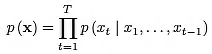 p(𝐱) = ∏_{t=1}^{T} p(x_t | x_1, …, x_{t−1})